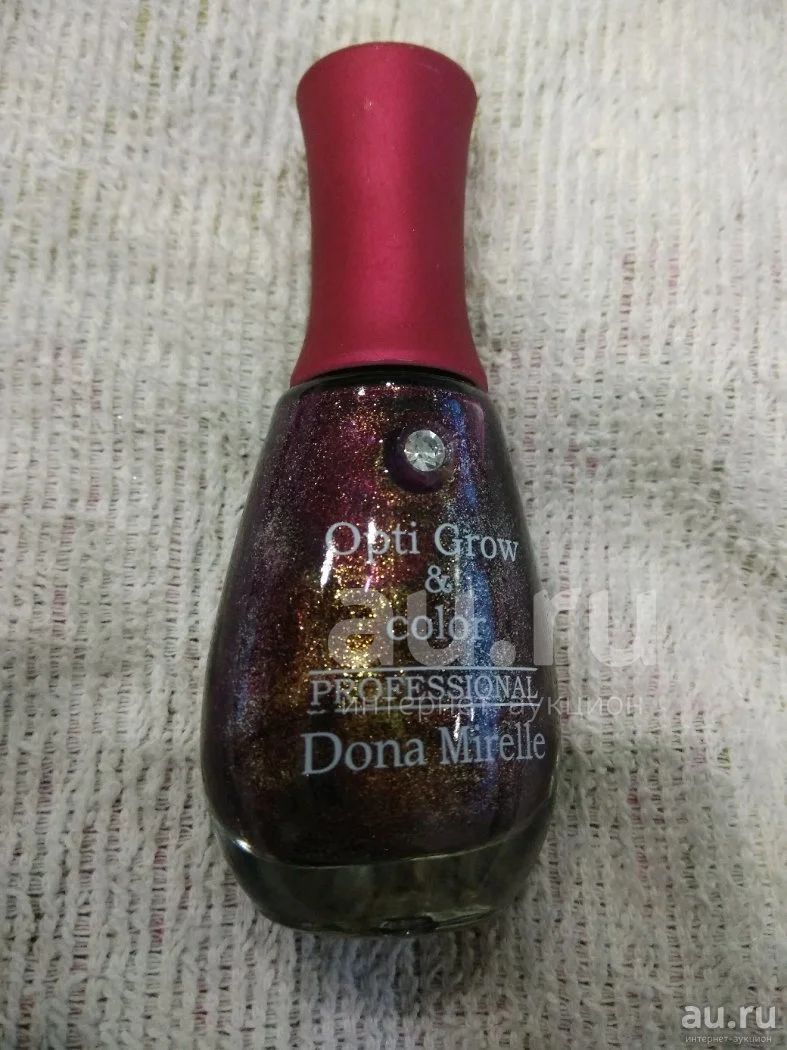 Opti Grow
&
color
au.ru
PROFESSIONAL
интернет-аукцион
Dona Mirelle
au.ru
интернет-аукцион